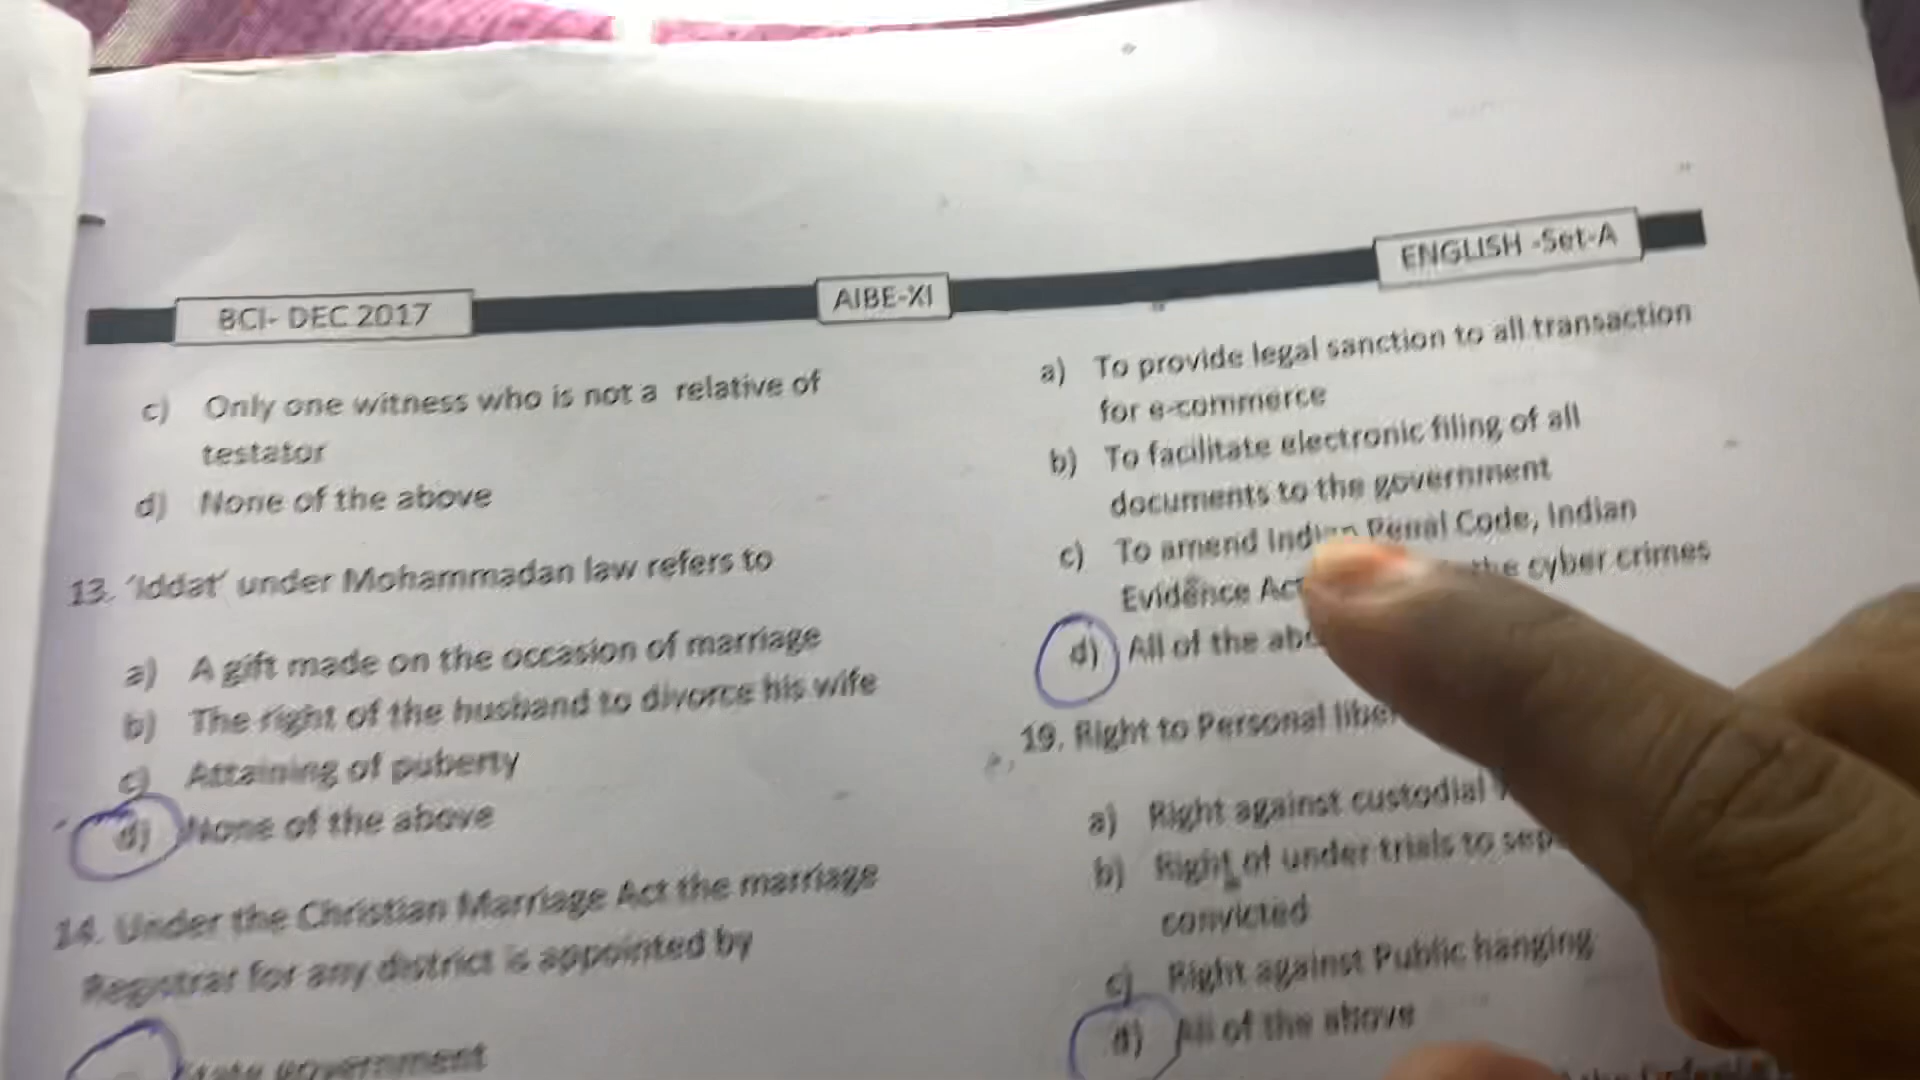 BCI- DEC 2017
AIBE-XI
ENGLISH -Set-A
c) Only one witness who is not a relative of
testator
d) None of the above
13. 'Iddat' under Mohammadan law refers to
a) A gift made on the occasion of marriage
b) The right of the husband to divorce his wife
c) Attaining of puberty
d) None of the above
14. Under the Christian Marriage Act the marriage
Registrar for any district is appointed by
State government
a) To provide legal sanction to all transaction
for e-commerce
b) To facilitate electronic filing of all
documents to the government
c) To amend Indian Penal Code, Indian
Evidence Act the cyber crimes
d) All of the
19. Right to Personal
a) Right against custodial
b) Right of under trials to
convicted
c) Right against Public hanging
d) All of the above